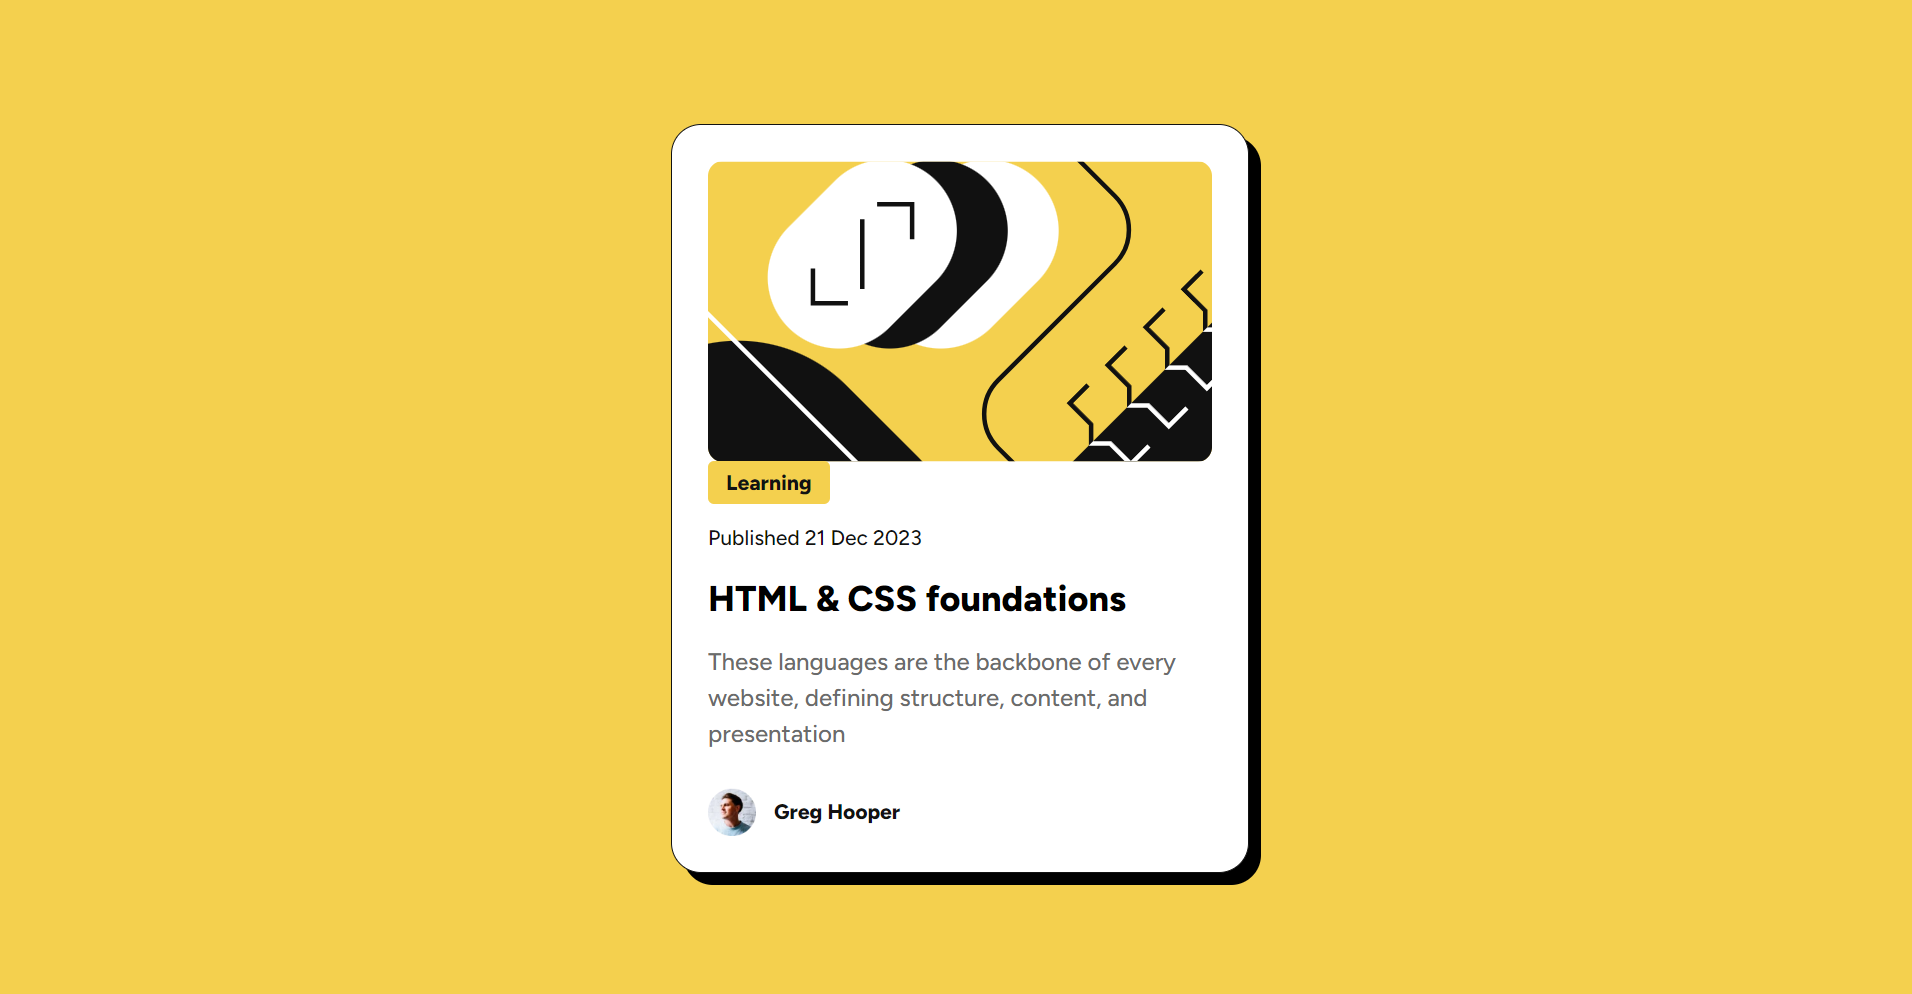 Learning
Published 21 Dec 2023
HTML & CSS foundations
These languages are the backbone of every
website, defining structure, content, and
presentation
Greg Hooper